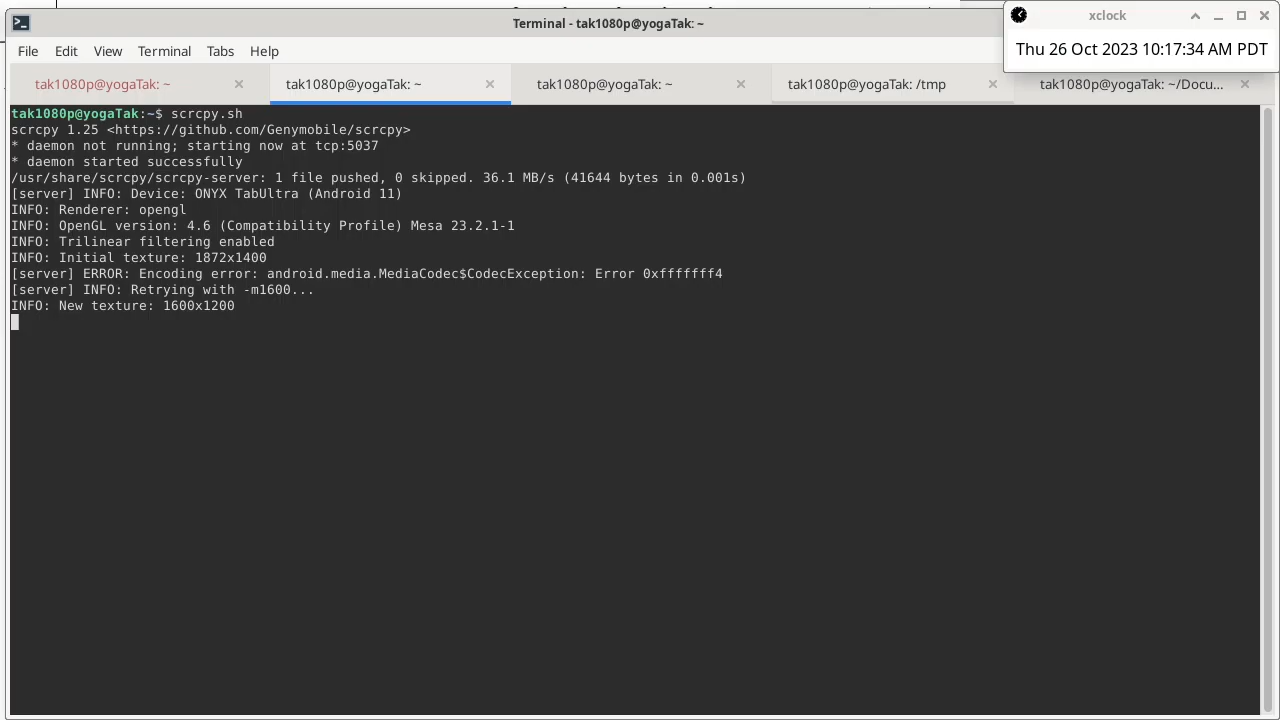 Terminal - tak1080p@yogaTak: ~
xclock
Thu 26 Oct 2023 10:17:34 AM PDT
File Edit View Terminal Tabs Help
tak1080p@yogaTak: ~
tak1080p@yogaTak: ~
tak1080p@yogaTak: ~
tak1080p@yogaTak: /tmp
tak1080p@yogaTak: ~/Docu...
tak1080p@yogaTak:~$ scrcpy.sh
scrcpy 1.25 <https://github.com/Genymobile/scrcpy>
* daemon not running; starting now at tcp:5037
* daemon started successfully
/usr/share/scrcpy/scrcpy-server: 1 file pushed, 0 skipped. 36.1 MB/s (41644 bytes in 0.001s)
[server] INFO: Device: ONYX TabUltra (Android 11)
INFO: Renderer: opengl
INFO: OpenGL version: 4.6 (Compatibility Profile) Mesa 23.2.1-1
INFO: Trilinear filtering enabled
INFO: Initial texture: 1872x1400
[server] ERROR: Encoding error: android.media.MediaCodec$CodecException: Error 0xfffffff4
[server] INFO: Retrying with -m1600...
INFO: New texture: 1600x1200